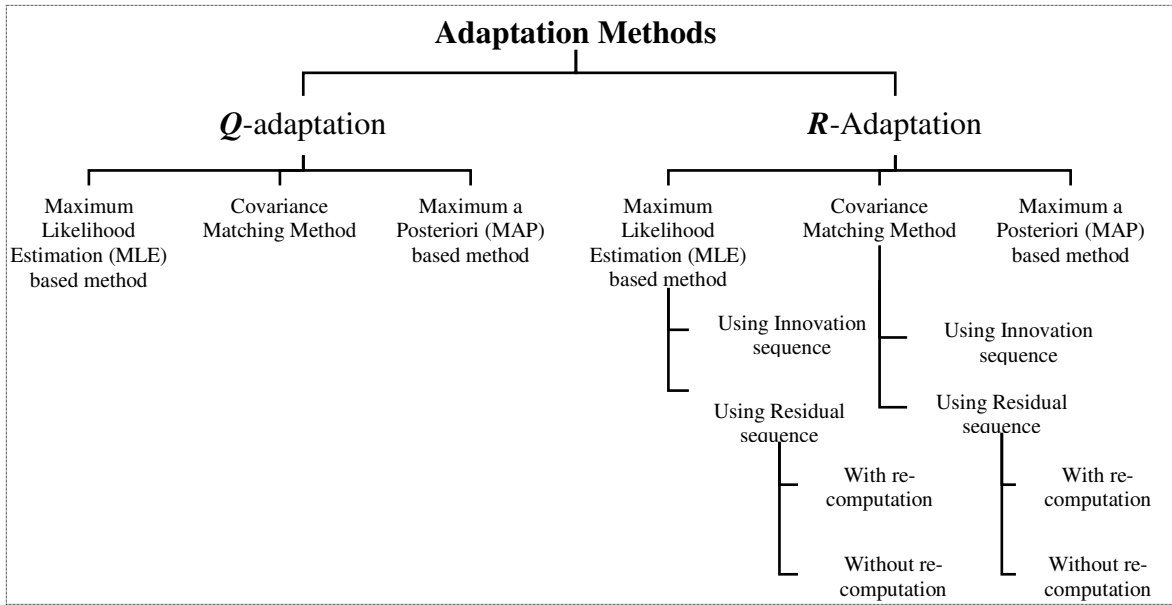 Adaptation Methods
Q-adaptation
R-Adaptation
Maximum
Likelihood
Estimation (MLE)
based method
Covariance
Matching Method
Maximum a
Posteriori (MAP)
based method
Maximum
Likelihood
Estimation (MLE)
based method
Covariance
Matching Method
Maximum a
Posteriori (MAP)
based method
Using Innovation
sequence
Using Residual
sequence
With re-
computation
Without re-
computation
Using Innovation
sequence
Using Residual
sequence
With re-
computation
Without re-
computation